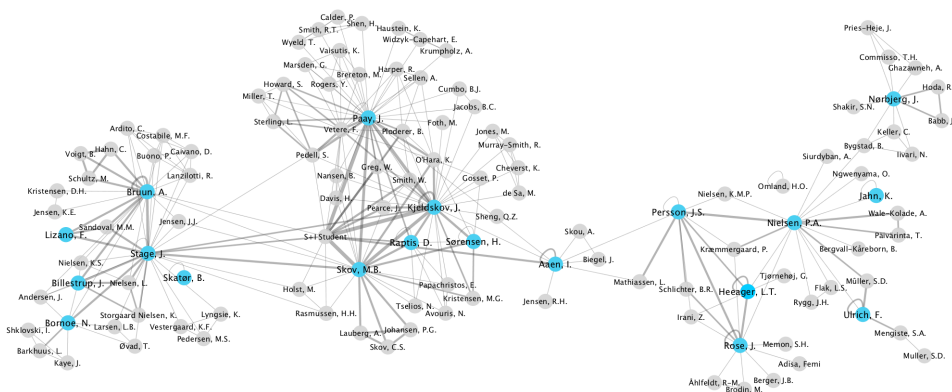 Calder, P.
Shen, H.
Smith, R.T.
Haustein, K.
Pries-Heje, J.
Wyeld, T.
Widzyk-Capehart, E.
Vaisutis, K.
Krumpholz, A.
Commisso, T.H.
Marsden, G.
Brereton, M.
Harper, R.
Ghazawneh, A.
Howard, S.
Rogers, Y.
Sellen, A.
Cumbo, B.J.
Hoda, R.
Miller, T.
Nørbjerg, J.
Jacobs, B.C.
Shakir, S.N.
Sterling, L.
Paay, J.
Foth, M.
Babb, J.
Ardito, C.
Vetere, F.
Ploderer, B.
Jones, M.
Keller, C.
Costabile, M.F.
Murray-Smith, R.
Bygstad, B.
Hahn, C.
Caivano, D.
Pedell, S.
Siurdyban, A.
Iivari, N.
Voigt, B.
Buono, P.
O'Hara, K.
Cheverst, K.
Greg, W.
Ngwenyama, O.
Schultz, M.
Lanzilotti, R.
Nansen, B.
Smith, W.
Gosset, P.
Omland, H.O.
Kristensen, D.H.
Bruun, A.
de Sa, M.
Nielsen, K.M.P.
Jahn, K.
Davis, H.
Jensen, K.E.
Pearce, J.
Kjeldskov, J.
Persson, J.S.
Wale-Kolade, A.
Sheng, Q.Z.
Jensen, J.J.
Nielsen, P.A.
Sandoval, M.M.
Lizano, F.
Skou, A.
Päivärinta, T.
S+I Student
Raptis, D.
Sørensen, H.
Kræmmergaard, P.
Bergvall-Kåreborn, B.
Stage, J.
Biegel, J.
Nielsen, K.S.
Skov, M.B.
Aaen, I.
Skatør, B.
Papachristos, E.
Tjørnehøj, G.
Billestrup, J.
Nielsen, L.
Mathiassen, L.
Rygg, J.H.
Flak, L.S.
Müller, S.D.
Holst, M.
Schlichter, B.R.
Heeager, L.T.
Andersen, J.
Tselios, N.
Kristensen, M.G.
Jensen, R.H.
Rasmussen, H.H.
Avouris, N.
Storgaard Nielsen, K.
Lyngsie, K.
Irani, Z.
Ulrich, F.
Bornoe, N.
Larsen, L.B.
Vestergaard, K.F.
Shklovski, I.
Lauberg, A.
Johansen, P.G.
Mengiste, S.A.
Pedersen, M.S.
Øvad, T.
Rose, J.
Memon, S.H.
Skov, C.S.
Barkhuus, L.
Muller, S.D.
Kaye, J.
Adisa, Femi
Åhlfeldt, R-M.
Berger, J.B.
Brodin, M.